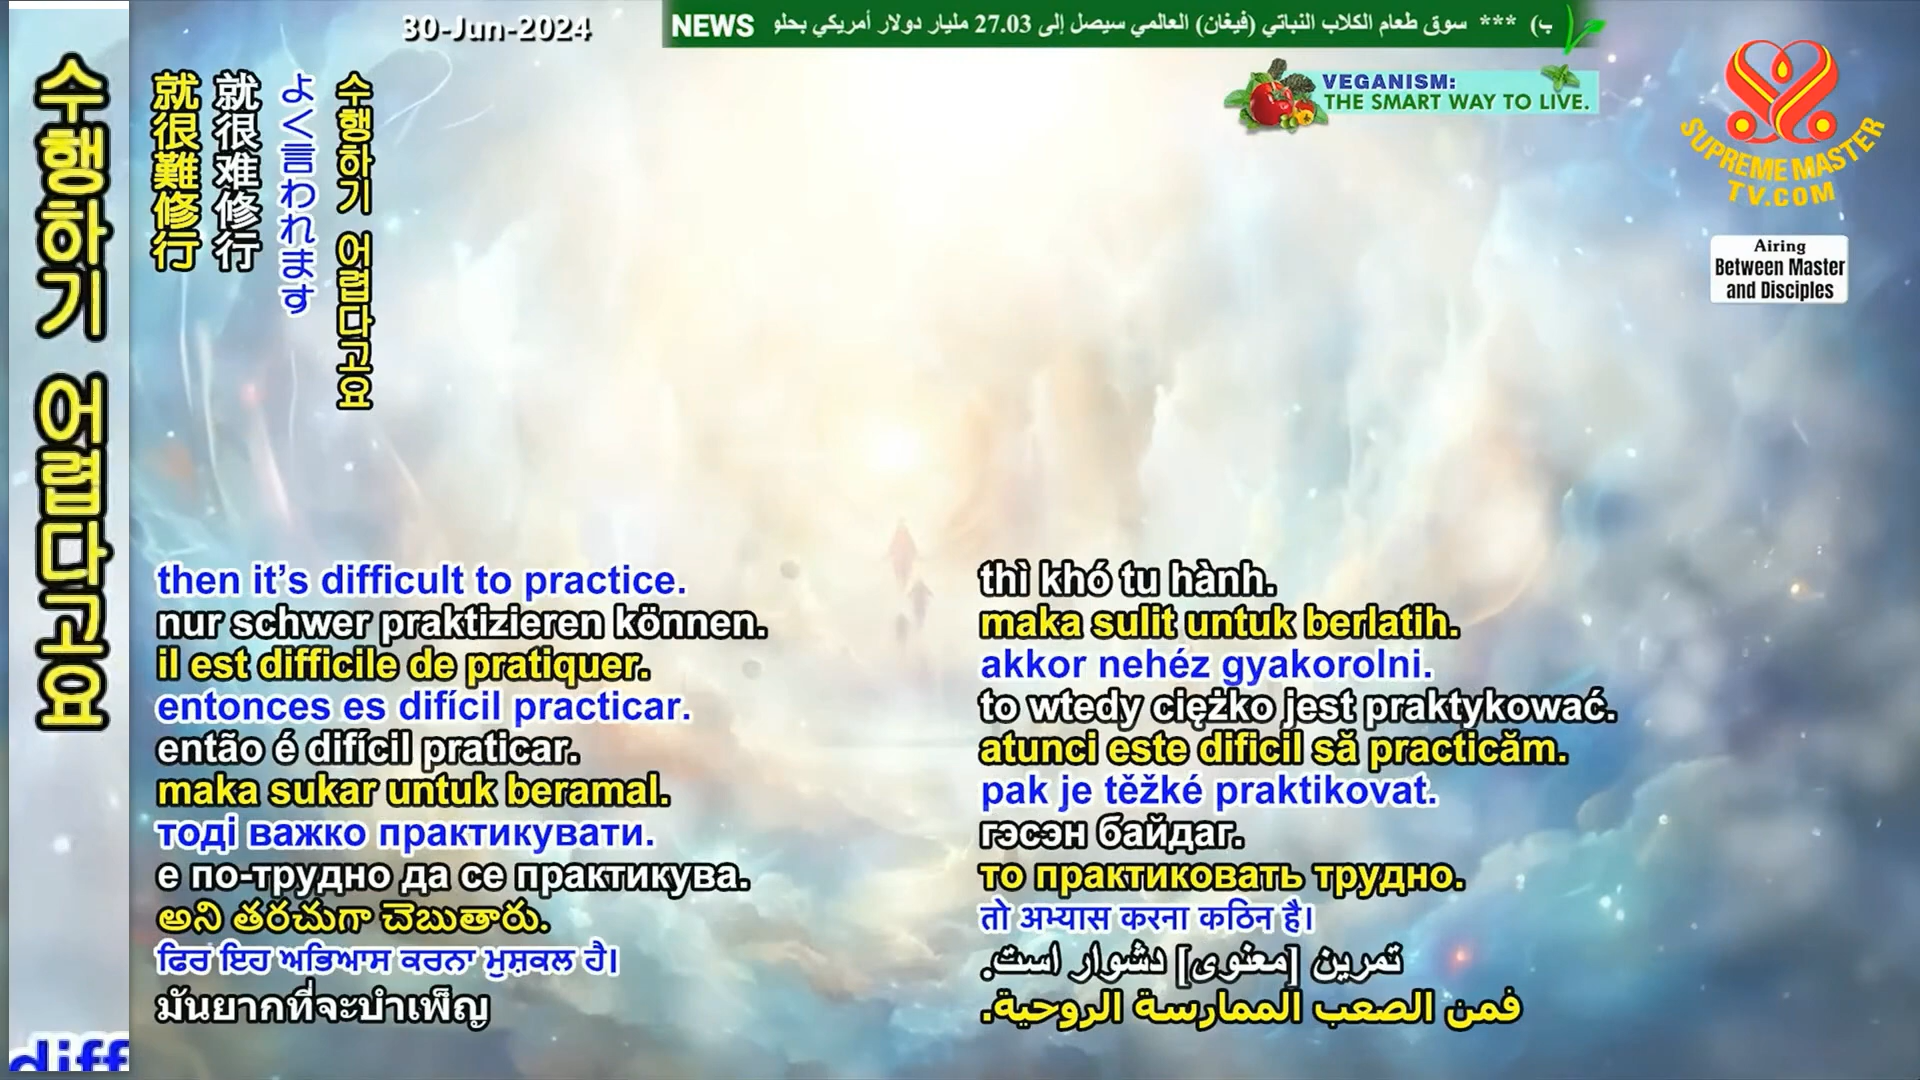 30-Jun-2024
NEWS
ب) *** سوق طعام الكلاب النباتي (فيغان) العالمي سيصل إلى 27.03 مليار دولار أمريكي بحلو
VEGANISM:
THE SMART WAY TO LIVE.
SUPREME MASTER
TV.COM
Airing
Between Master
and Disciples
수행하기 어렵다고요
就很難修行
就很难修行
よく言われます
수행하기 어렵다고요
then it’s difficult to practice.
nur schwer praktizieren können.
il est difficile de pratiquer.
entonces es difícil practicar.
então é difícil praticar.
maka sukar untuk beramal.
тоді важко практикувати.
е по-трудно да се практикува.
అని తరచుగా చెబుతారు.
ਫਿਰ ਇਹ ਅਭਿਆਸ ਕਰਨਾ ਮੁਸ਼ਕਲ ਹੈ।
มันยากที่จะบำเพ็ญ
thì khó tu hành.
maka sulit untuk berlatih.
akkor nehéz gyakorolni.
to wtedy ciężko jest praktykować.
atunci este dificil să practicăm.
pak je těžké praktikovat.
гэсэн байдаг.
то практиковать трудно.
तो अभ्यास करना कठिन है।
تمرین [معنوی] دشوار است.
فمن الصعب الممارسة الروحية.
diff